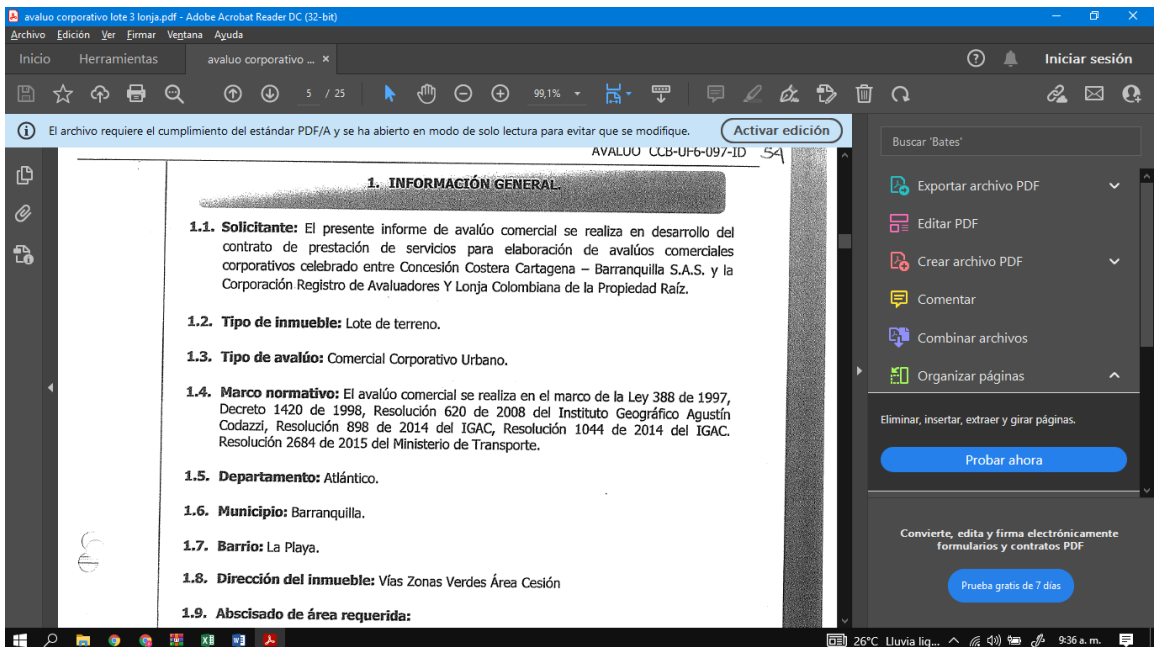 avaluo corporativo lote 3 lonja.pdf - Adobe Acrobat Reader DC (32-bit)
Archivo Edición Ver Firmar Ventana Ayuda
Inicio Herramientas avaluo corporativo ... × Iniciar sesión
5 / 25 99,1%
El archivo requiere el cumplimiento del estándar PDF/A y se ha abierto en modo de solo lectura para evitar que se modifique. Activar edición
AVALUO CCB-UF6-097-ID 54
1. INFORMACIÓN GENERAL.
1.1. Solicitante: El presente informe de avalúo comercial se realiza en desarrollo del
contrato de prestación de servicios para elaboración de avalúos comerciales
corporativos celebrado entre Concesión Costera Cartagena – Barranquilla S.A.S. y la
Corporación Registro de Avaluadores Y Lonja Colombiana de la Propiedad Raíz.
1.2. Tipo de inmueble: Lote de terreno.
1.3. Tipo de avalúo: Comercial Corporativo Urbano.
1.4. Marco normativo: El avalúo comercial se realiza en el marco de la Ley 388 de 1997,
Decreto 1420 de 1998, Resolución 620 de 2008 del Instituto Geográfico Agustín
Codazzi, Resolución 898 de 2014 del IGAC, Resolución 1044 de 2014 del IGAC.
Resolución 2684 de 2015 del Ministerio de Transporte.
1.5. Departamento: Atlántico.
1.6. Municipio: Barranquilla.
1.7. Barrio: La Playa.
1.8. Dirección del inmueble: Vías Zonas Verdes Área Cesión
1.9. Abscisado de área requerida:
Buscar 'Bates'
Exportar archivo PDF
Editar PDF
Crear archivo PDF
Comentar
Combinar archivos
Organizar páginas
Eliminar, insertar, extraer y girar páginas.
Probar ahora
Convierte, edita y firma electrónicamente
formularios y contratos PDF
Prueba gratis de 7 días
26°C Lluvia lig... 9:36 a. m.